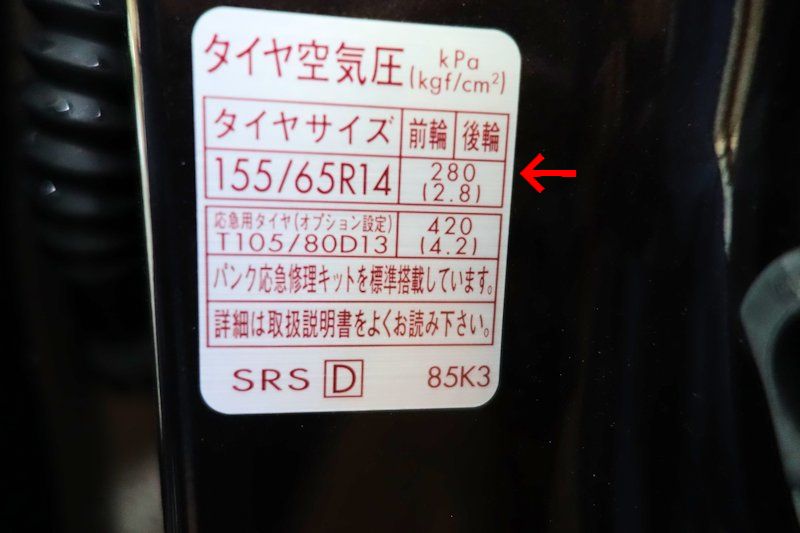 タイヤ空気圧 kPa
(kgf/cm²)
タイヤサイズ 前輪 後輪
155/65R14 280
(2.8)
応急用タイヤ(オプション設定) 420
T105/80D13 (4.2)
パンク応急修理キットを標準搭載しています。
詳細は取扱説明書をよくお読み下さい。
SRS D 85K3